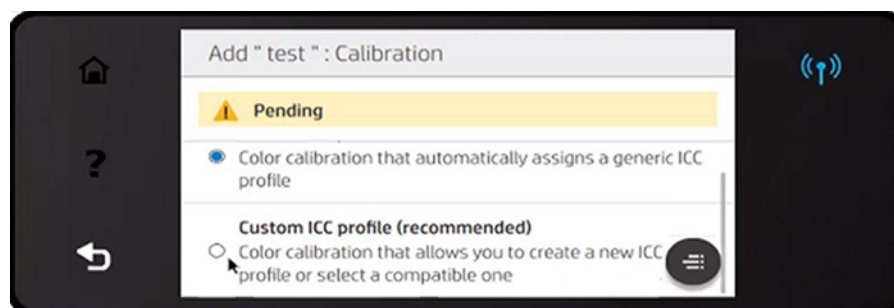 Add " test " : Calibration
Pending
Color calibration that automatically assigns a generic ICC
profile
Custom ICC profile (recommended)
Color calibration that allows you to create a new ICC
profile or select a compatible one
?